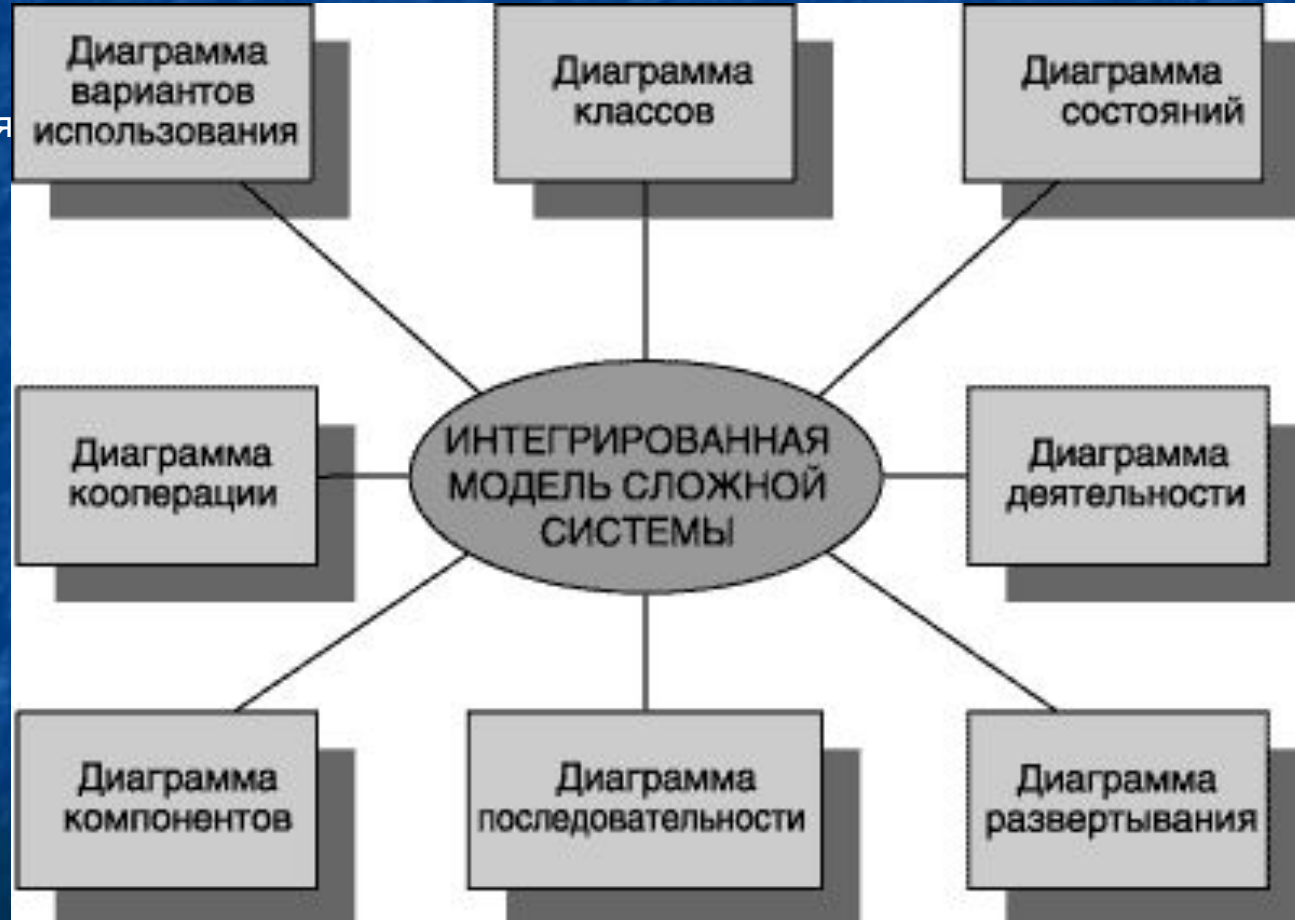 Диаграмма
вариантов
использования
Диаграмма
классов
Диаграмма
состояний
я
Диаграмма
кооперации
ИНТЕГРИРОВАННАЯ
МОДЕЛЬ СЛОЖНОЙ
СИСТЕМЫ
Диаграмма
деятельности
Диаграмма
компонентов
Диаграмма
последовательности
Диаграмма
развертывания